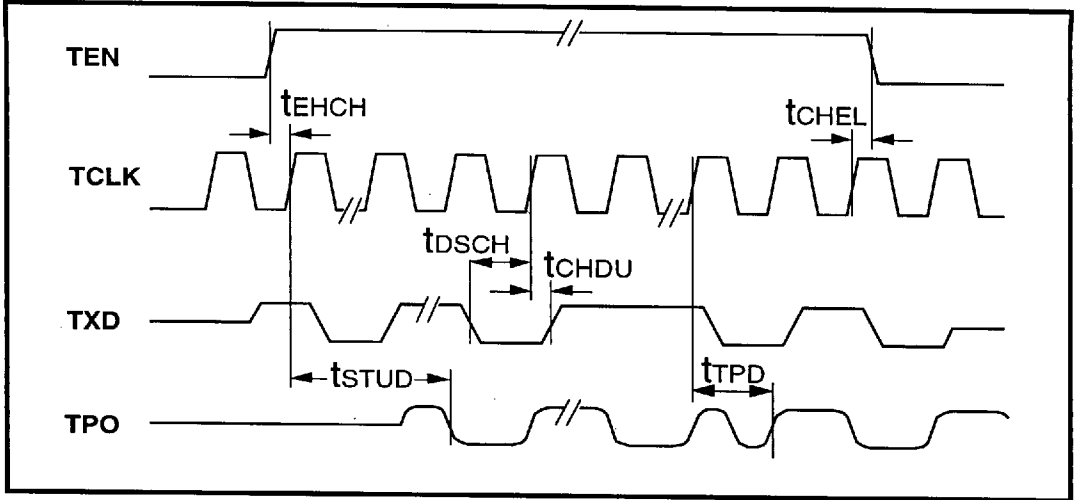 TEN
tEHCH
tCHEL
TCLK
tDSCH
tCHDU
TXD
tSTUD
tTPD
TPO